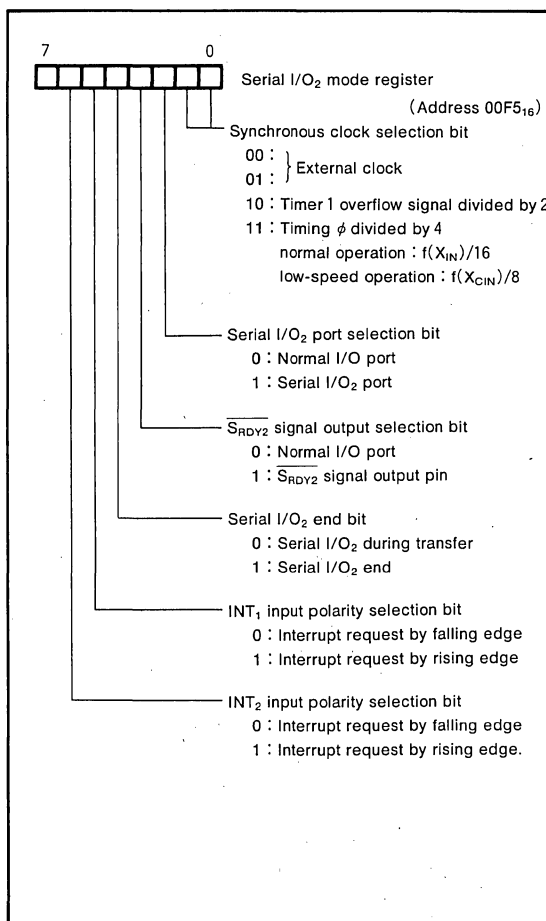 7 0
Serial I/O₂ mode register
(Address 00F5₁₆)
Synchronous clock selection bit
00 :
01 :
External clock
10 : Timer 1 overflow signal divided by 2
11 : Timing ϕ divided by 4
normal operation : f(X_IN)/16
low-speed operation : f(X_CIN)/8
Serial I/O₂ port selection bit
0 : Normal I/O port
1 : Serial I/O₂ port
S̅R̅D̅Y̅2̅ signal output selection bit
0 : Normal I/O port
1 : S̅R̅D̅Y̅2̅ signal output pin
Serial I/O₂ end bit
0 : Serial I/O₂ during transfer
1 : Serial I/O₂ end
INT₁ input polarity selection bit
0 : Interrupt request by falling edge
1 : Interrupt request by rising edge
INT₂ input polarity selection bit
0 : Interrupt request by falling edge
1 : Interrupt request by rising edge.